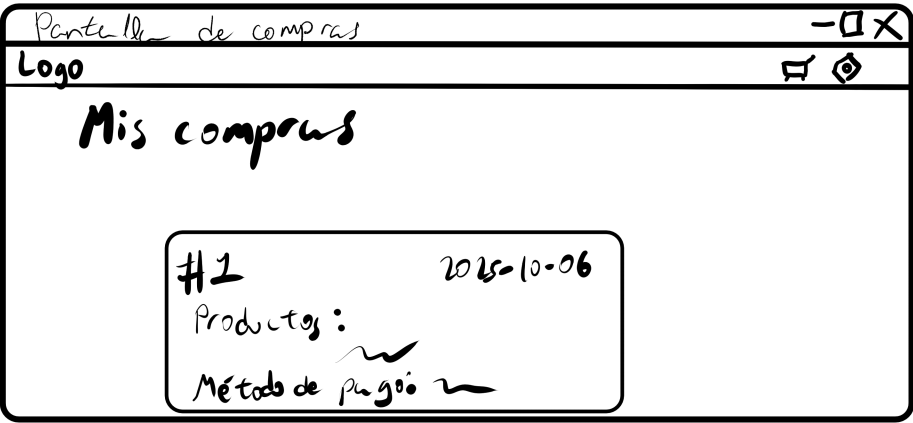 Pantalla de compras
Logo
Mis compras
#1 2025-10-06
Productos:
Método de pago: